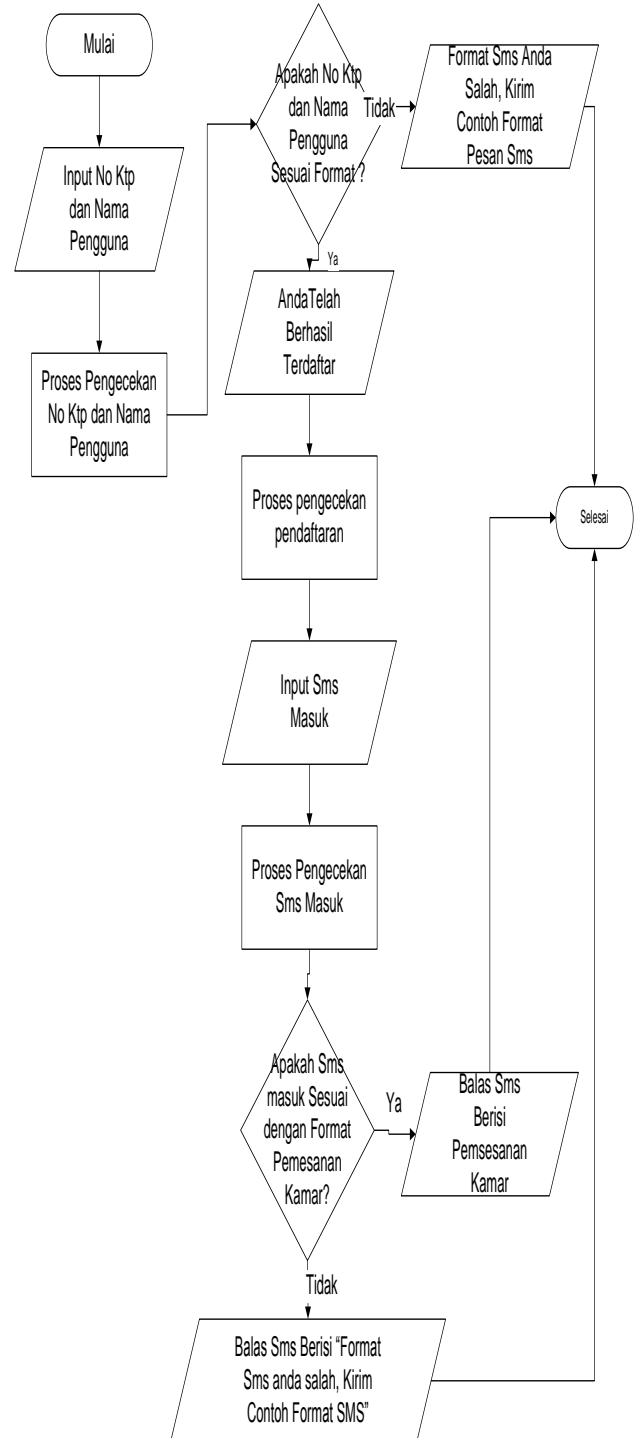 Mulai
Input No Ktp
dan Nama
Pengguna
Proses Pengecekan
No Ktp dan Nama
Pengguna
Apakah No Ktp
dan Nama
Pengguna
Sesuai Format ?
Tidak
Format Sms Anda
Salah, Kirim
Contoh Format
Pesan Sms
Ya
AndaTelah
Berhasil
Terdaftar
Proses pengecekan
pendaftaran
Selesai
Input Sms
Masuk
Proses Pengecekan
Sms Masuk
Apakah Sms
masuk Sesuai
dengan Format
Pemesanan
Kamar?
Ya
Balas Sms
Berisi
Pemsesanan
Kamar
Tidak
Balas Sms Berisi “Format
Sms anda salah, Kirim
Contoh Format SMS”